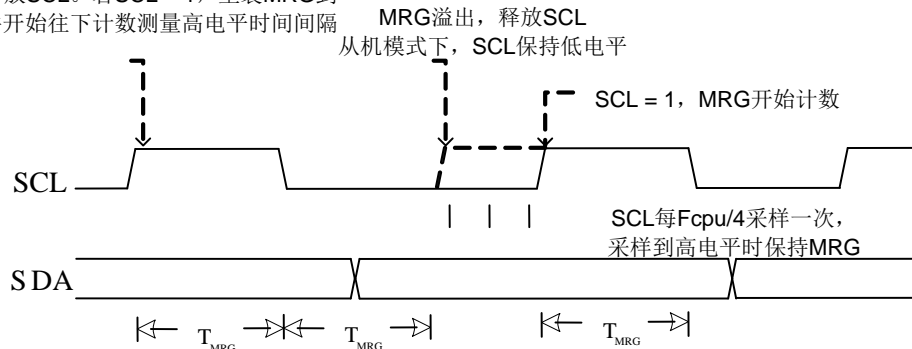 放SCL。若SCL = 1，重装MRG到
开始往下计数测量高电平时间间隔
MRG溢出，释放SCL
从机模式下，SCL保持低电平
SCL = 1，MRG开始计数
SCL
SCL每Fcpu/4采样一次，
采样到高电平时保持MRG
SDA
TMRG TMRG TMRG